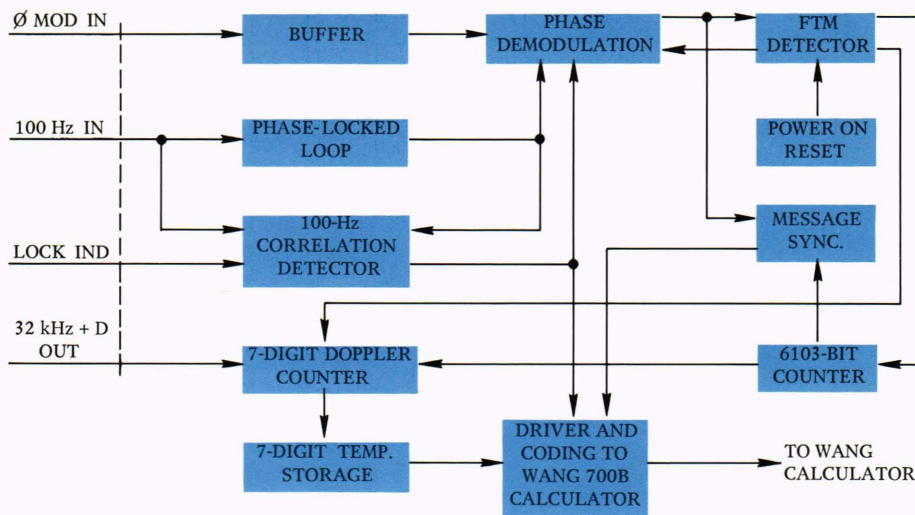 Ø MOD IN
BUFFER
PHASE
DEMODULATION
FTM
DETECTOR
100 Hz IN
PHASE-LOCKED
LOOP
POWER ON
RESET
100-Hz
CORRELATION
DETECTOR
MESSAGE
SYNC.
LOCK IND
32 kHz + D
OUT
7-DIGIT DOPPLER
COUNTER
6103-BIT
COUNTER
7-DIGIT TEMP.
STORAGE
DRIVER AND
CODING TO
WANG 700B
CALCULATOR
TO WANG
CALCULATOR